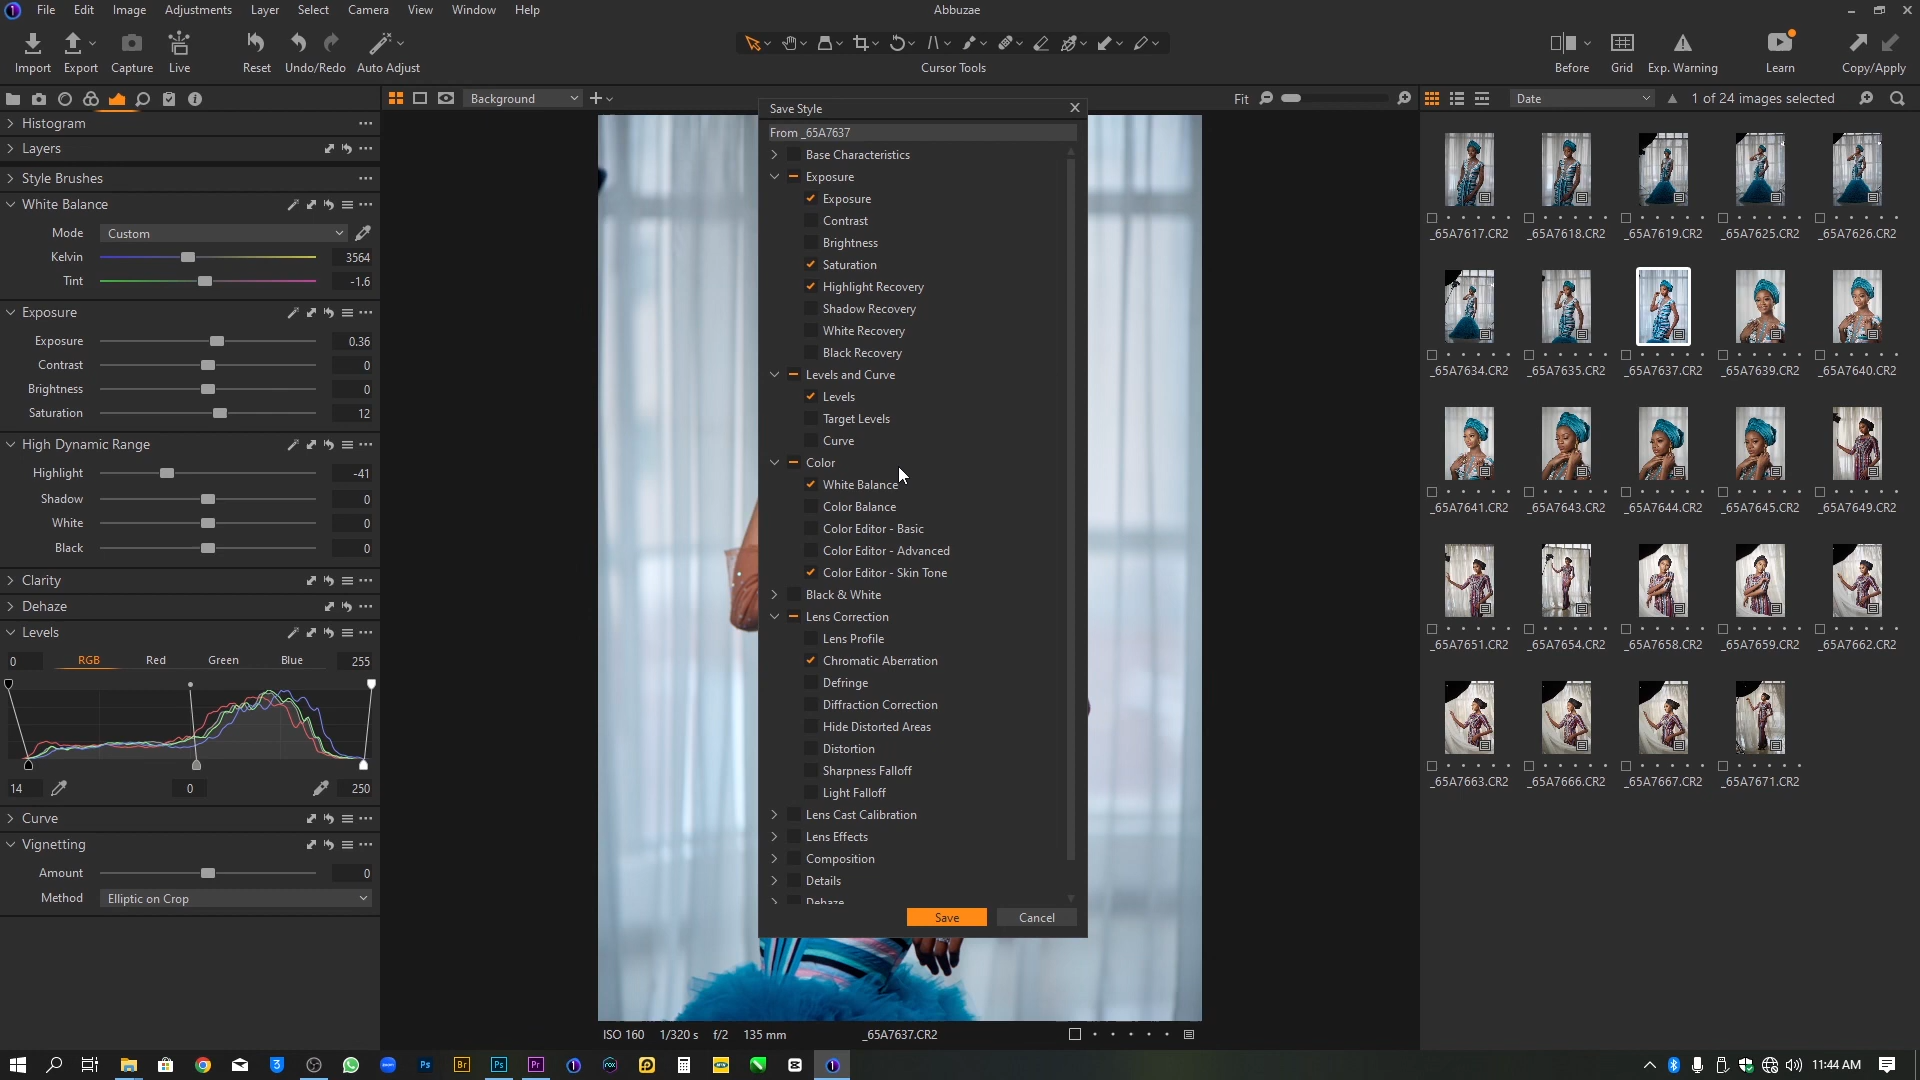 File Edit Image Adjustments Layer Select Camera View Window Help
Abbuzae
Import Export Capture Live Reset Undo/Redo Auto Adjust
Cursor Tools
Before Grid Exp. Warning Learn Copy/Apply
Histogram
Layers
Style Brushes
White Balance
Mode Custom
Kelvin 3564
Tint -1.6
Exposure
Exposure 0.36
Contrast 0
Brightness 0
Saturation 12
High Dynamic Range
Highlight -41
Shadow 0
White 0
Black 0
Clarity
Dehaze
Levels
0 RGB Red Green Blue 255
14 0 250
Curve
Vignetting
Amount 0
Method Elliptic on Crop
Background
Fit
Save Style
From _65A7637
Base Characteristics
Exposure
Exposure
Contrast
Brightness
Saturation
Highlight Recovery
Shadow Recovery
White Recovery
Black Recovery
Levels and Curve
Levels
Target Levels
Curve
Color
White Balance
Color Balance
Color Editor - Basic
Color Editor - Advanced
Color Editor - Skin Tone
Black & White
Lens Correction
Lens Profile
Chromatic Aberration
Defringe
Diffraction Correction
Hide Distorted Areas
Distortion
Sharpness Falloff
Light Falloff
Lens Cast Calibration
Lens Effects
Composition
Details
Dehaze
Save Cancel
ISO 160 1/320 s f/2 135 mm _65A7637.CR2
Date 1 of 24 images selected
_65A7617.CR2 _65A7618.CR2 _65A7619.CR2 _65A7625.CR2 _65A7626.CR2
_65A7634.CR2 _65A7635.CR2 _65A7637.CR2 _65A7639.CR2 _65A7640.CR2
_65A7641.CR2 _65A7643.CR2 _65A7644.CR2 _65A7645.CR2 _65A7649.CR2
_65A7651.CR2 _65A7654.CR2 _65A7658.CR2 _65A7659.CR2 _65A7662.CR2
_65A7663.CR2 _65A7666.CR2 _65A7667.CR2 _65A7671.CR2
Ps Br Ps Pr
11:44 AM